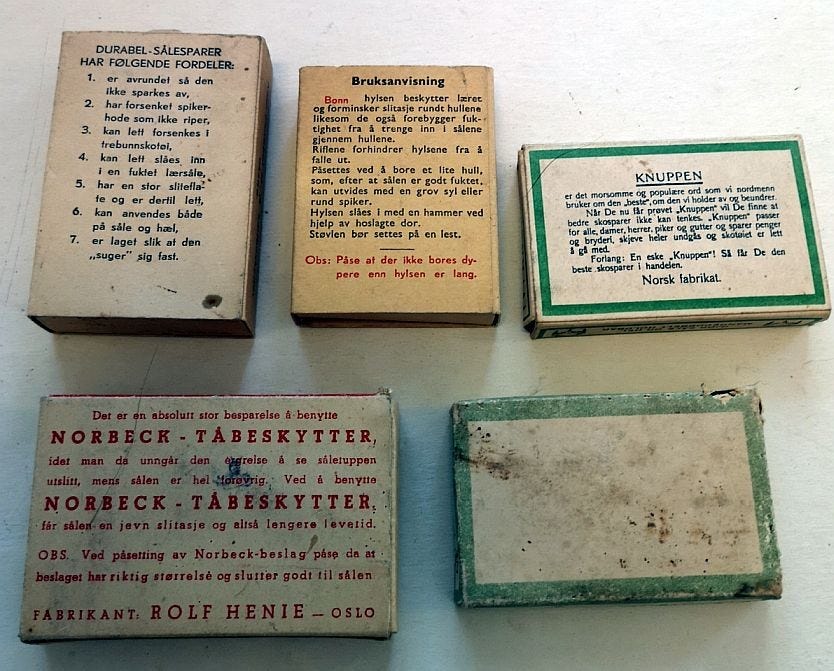 DURABEL-SÅLESPARER
HAR FØLGENDE FORDELER:
1. er avrundet så den
ikke sparkes av,
2. har forsenket spiker-
hode som ikke riper,
3. kan lett forsenkes i
trebunnskotøi,
4. kan lett slåes inn
i en fuktet lærsåle,
5. har en stor slitefla-
te og er dertil lett,
6. kan anvendes både
på såle og hæl,
7. er laget slik at den
„suger" sig fast.
Bruksanvisning
Bonn hylsen beskytter læret
og forminsker slitasje rundt hullene
likesom de også forebygger fuk-
tighet fra å trenge inn i sålene
gjennem hullene.
Riflene forhindrer hylsene fra å
falle ut.
Påsettes ved å bore et lite hull,
som, efter at sålen er godt fuktet,
kan utvides med en grov syl eller
rund spiker.
Hylsen slåes i med en hammer ved
hjelp av hoslagte dor.
Støvlen bør settes på en lest.
Obs: Påse at der ikke bores dy-
pere enn hylsen er lang.
KNUPPEN
er det morsomme og populære ord som vi nordmenn
bruker om den „beste", om den vi holder av og beundrer.
Når De nu får prøvet „Knuppen" vil De finne at
bedre skosparer ikke kan tenkes. „Knuppen" passer
for alle, damer, herrer, piker og gutter og sparer penger
og bryderi, skjeve heler undgås og skotøiet er lett
å gå med.
Forlang: En eske „Knuppen"! Så får De den
beste skosparer i handelen.
Norsk fabrikat.
Det er en absolutt stor besparelse å benytte
NORBECK - TÅBESKYTTER,
idet man da unngår den ergrelse å se såletuppen
utslitt, mens sålen er hel forøvrig. Ved å benytte
NORBECK - TÅBESKYTTER,
får sålen en jevn slitasje og altså lengere levetid.
OBS. Ved påsetting av Norbeck-beslag påse da at
beslaget har riktig størrelse og slutter godt til sålen
FABRIKANT: ROLF HENIE — OSLO